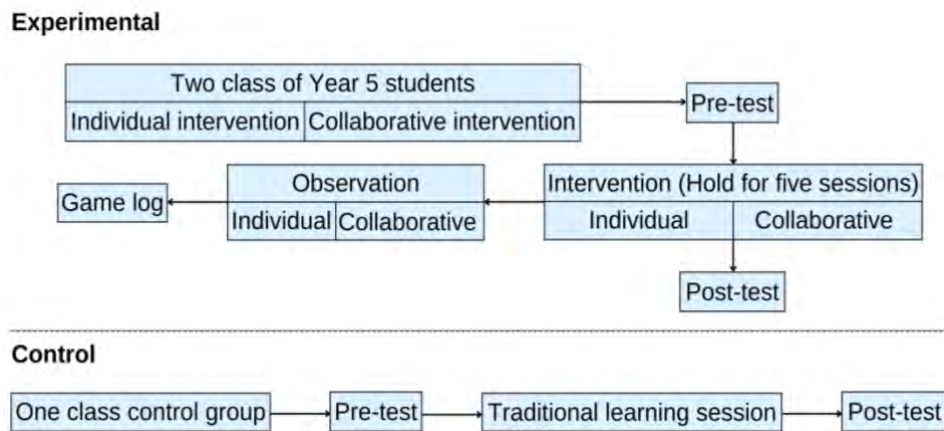 Experimental
Two class of Year 5 students
Individual intervention
Collaborative intervention
Pre-test
Intervention (Hold for five sessions)
Individual
Collaborative
Observation
Individual
Collaborative
Game log
Post-test
Control
One class control group
Pre-test
Traditional learning session
Post-test